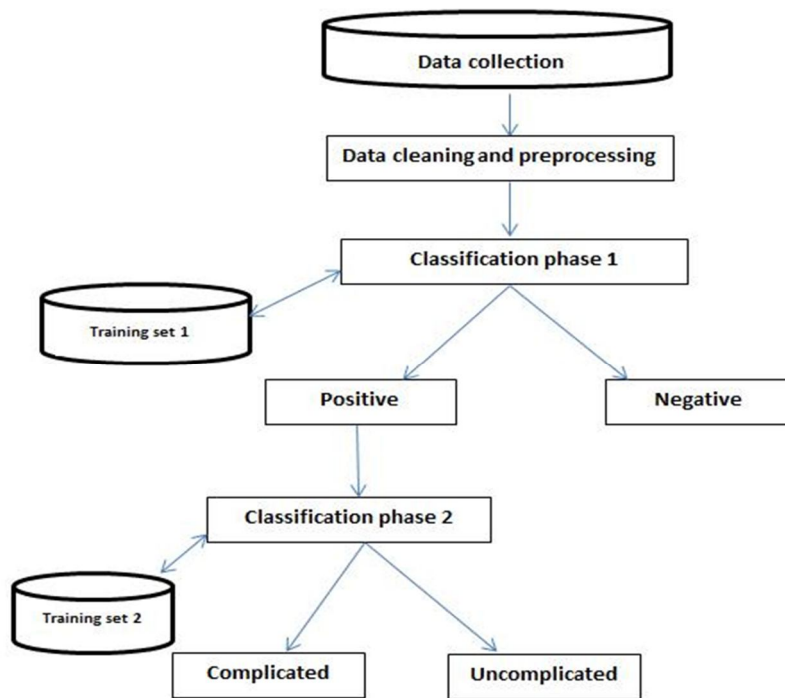 Data collection
Data cleaning and preprocessing
Classification phase 1
Training set 1
Positive
Negative
Classification phase 2
Training set 2
Complicated
Uncomplicated